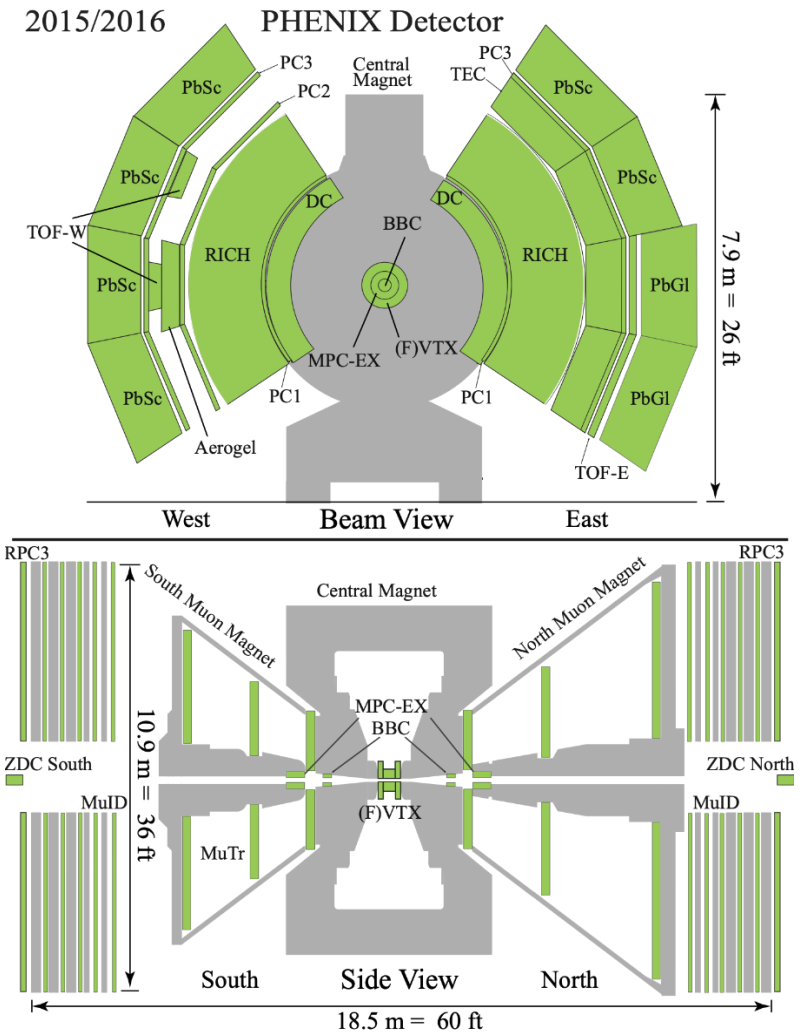 2015/2016 PHENIX Detector
Central
Magnet
PC3
PC2
PbSc
PbSc
TOF-W
PbSc
PbSc
RICH
DC
BBC
(F)VTX
MPC-EX
PC1
Aerogel
PC3
TEC
PbSc
PbSc
DC
RICH
PbGl
PbGl
PC1
TOF-E
7.9 m = 26 ft
West Beam View East
RPC3
South Muon Magnet
Central Magnet
North Muon Magnet
RPC3
MPC-EX
BBC
10.9 m = 36 ft
ZDC South
ZDC North
MuID
(F)VTX
MuID
MuTr
South Side View North
18.5 m = 60 ft